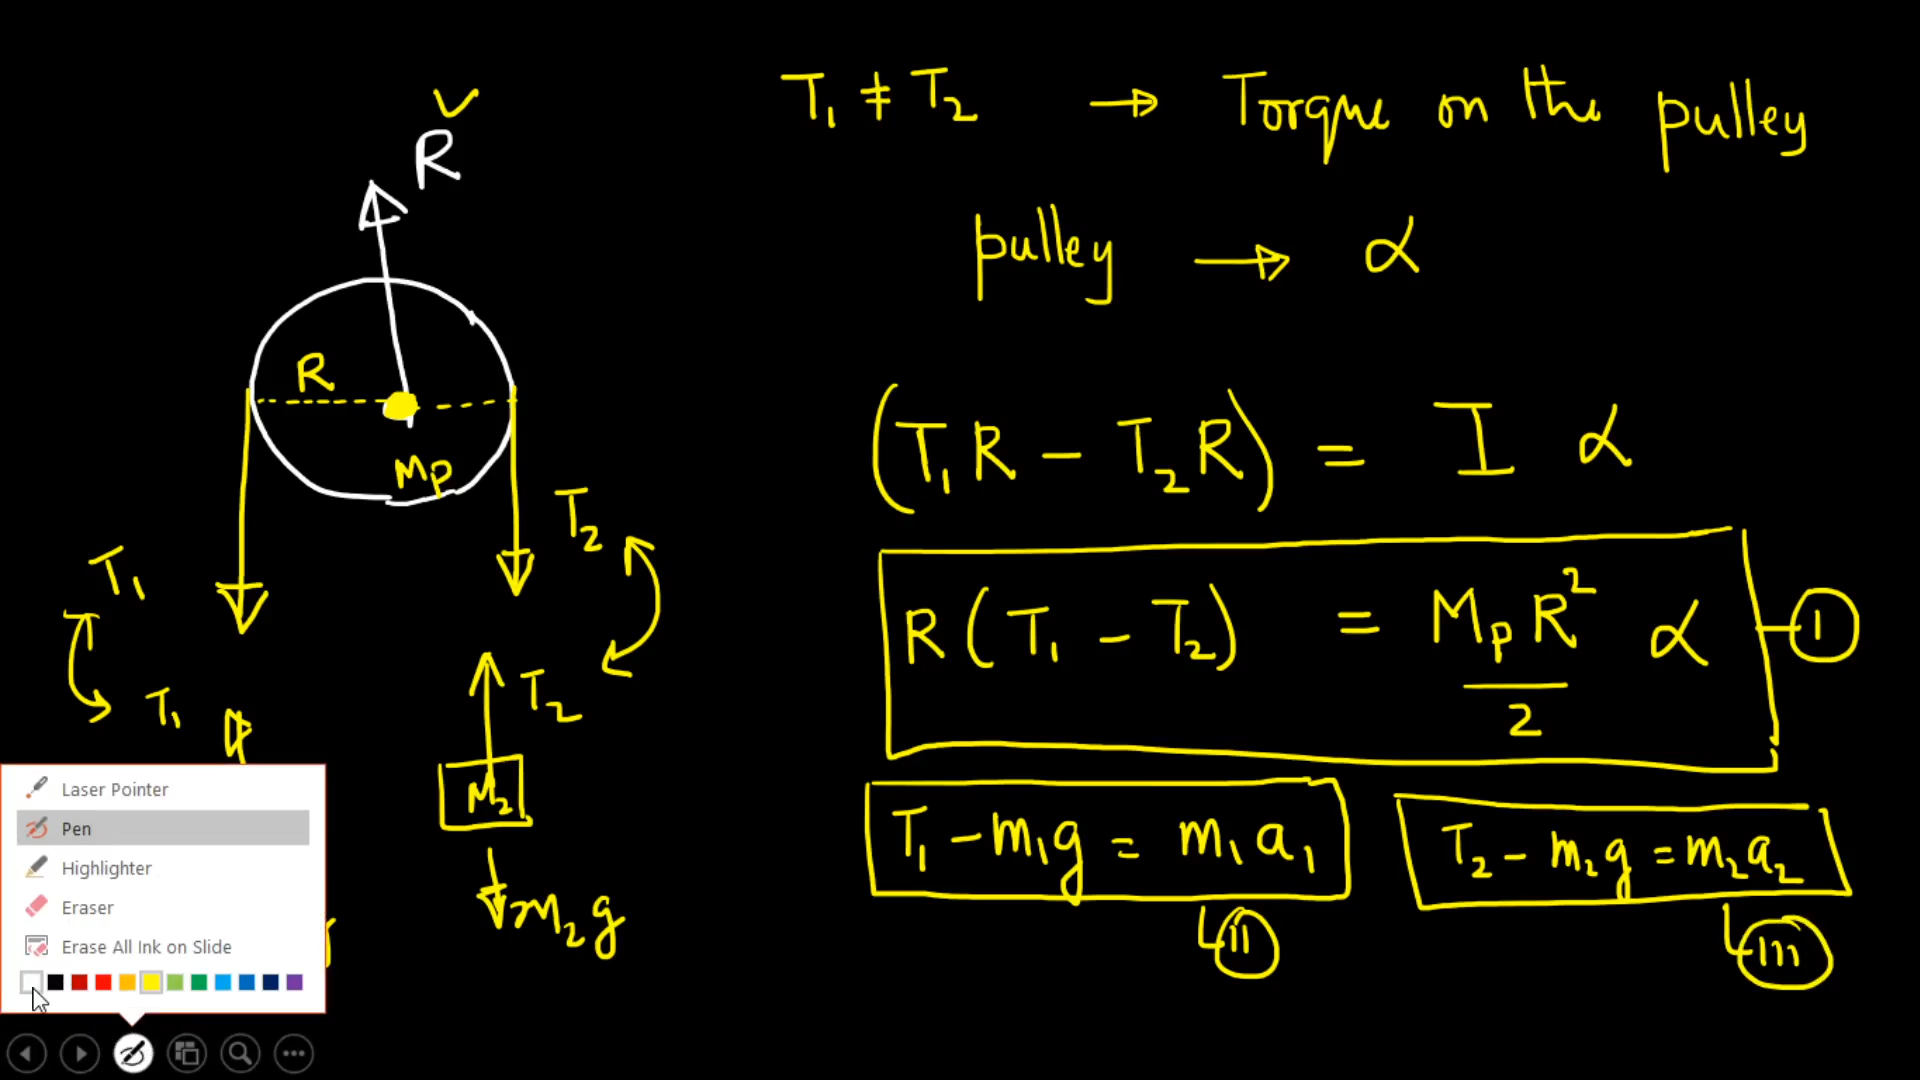 T₁ ≠ T₂ → Torque on the pulley
R
pulley → α
R
(T₁R − T₂R) = I α
Mp
T₂
T₁
R(T₁ − T₂) = MpR²/2 α — I
T₂
T₁
M₂
T₁ − m₁g = m₁a₁
T₂ − m₂g = m₂a₂
m₂g
II
III
Laser Pointer
Pen
Highlighter
Eraser
Erase All Ink on Slide